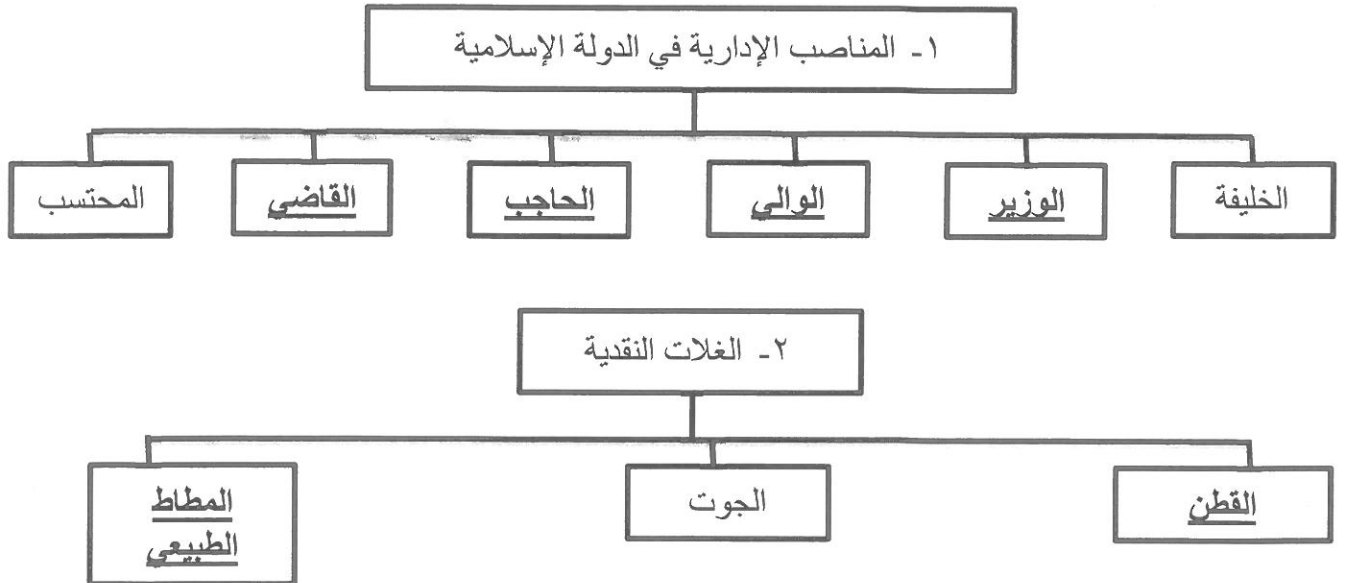 ١- المناصب الإدارية في الدولة الإسلامية
الخليفة
الوزير
الوالي
الحاجب
القاضي
المحتسب
٢- الغلات النقدية
القطن
الجوت
المطاط
الطبيعي